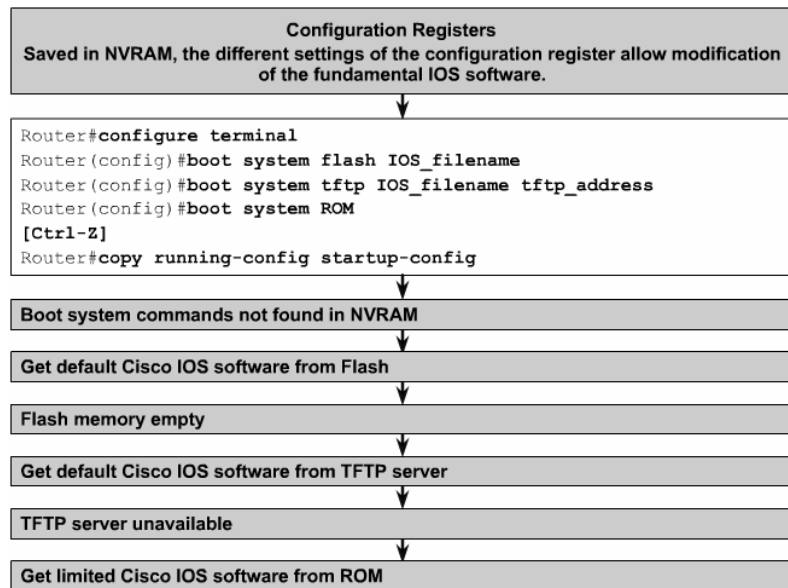 Configuration Registers
Saved in NVRAM, the different settings of the configuration register allow modification
of the fundamental IOS software.
Router#configure terminal
Router(config)#boot system flash IOS_filename
Router(config)#boot system tftp IOS_filename tftp_address
Router(config)#boot system ROM
[Ctrl-Z]
Router#copy running-config startup-config
Boot system commands not found in NVRAM
Get default Cisco IOS software from Flash
Flash memory empty
Get default Cisco IOS software from TFTP server
TFTP server unavailable
Get limited Cisco IOS software from ROM